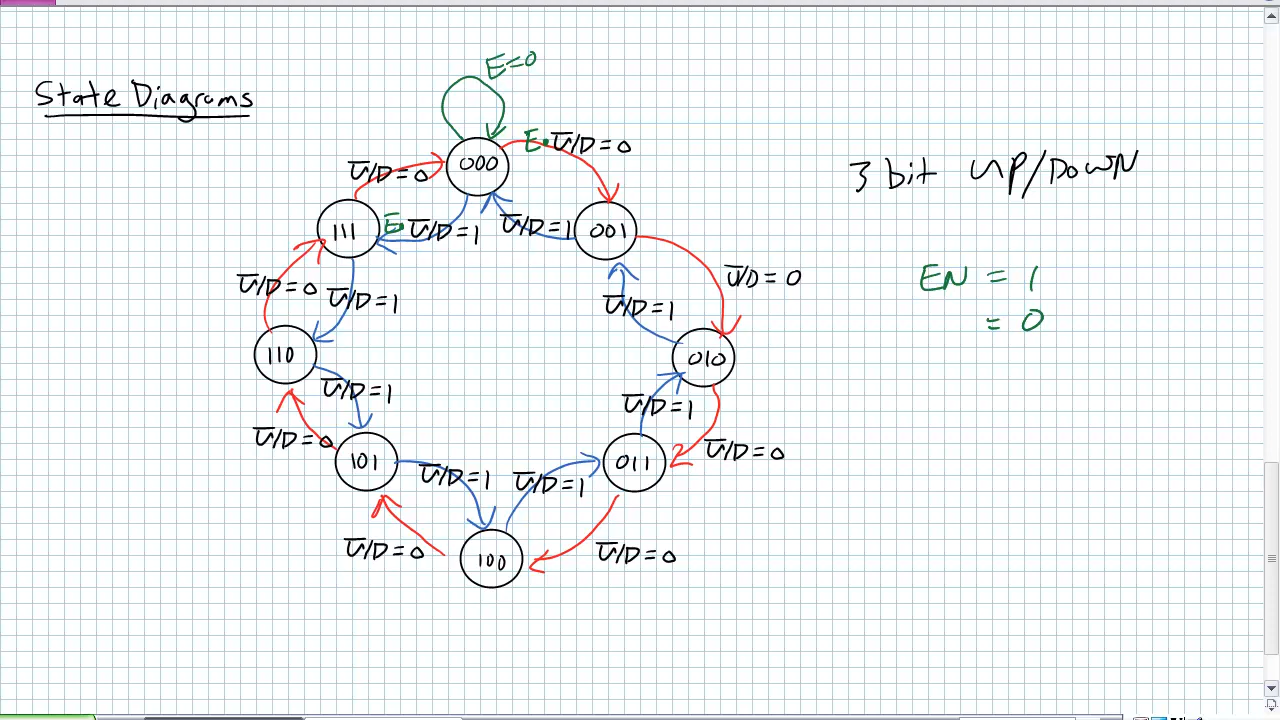 State Diagrams
E=0
000
E·U̅/D=0
U̅/D=0
3 bit UP/DOWN
111
E·U̅/D=1
U̅/D=1
001
U̅/D=0
U̅/D=1
U̅/D=1
U̅/D=0
EN = 1
= 0
110
010
U̅/D=1
U̅/D=1
U̅/D=0
101
011
U̅/D=0
U̅/D=1
U̅/D=1
100
U̅/D=0
U̅/D=0